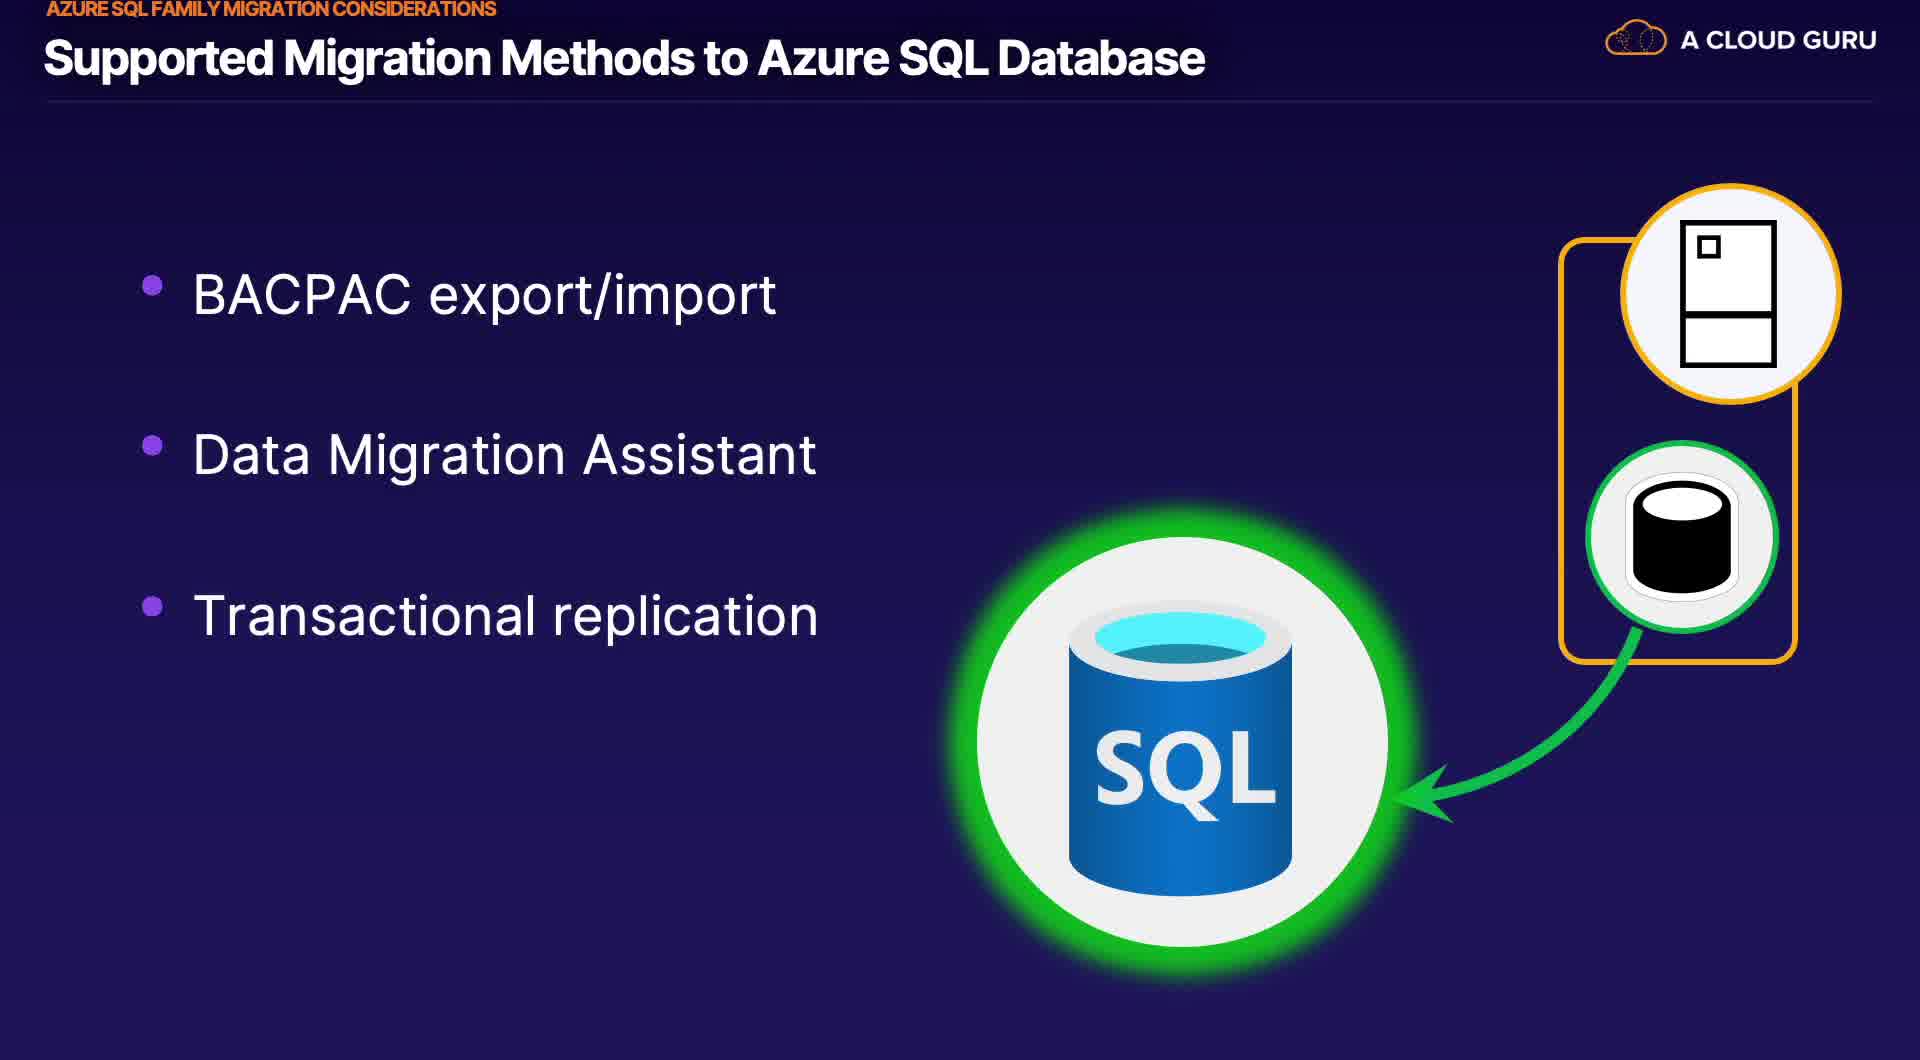 AZURE SQL FAMILY MIGRATION CONSIDERATIONS
Supported Migration Methods to Azure SQL Database
A CLOUD GURU
BACPAC export/import
Data Migration Assistant
Transactional replication
SQL